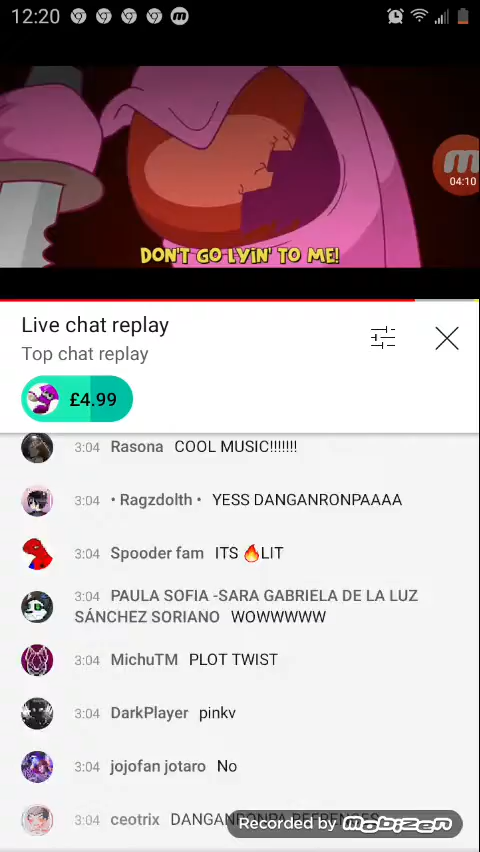 12:20
04:10
DON'T GO LYIN' TO ME!
Live chat replay
Top chat replay
£4.99
3:04 Rasona COOL MUSIC!!!!!!!
3:04 • Ragzdolth • YESS DANGANRONPAAAA
3:04 Spooder fam ITS 🔥LIT
3:04 PAULA SOFIA -SARA GABRIELA DE LA LUZ
SÁNCHEZ SORIANO WOWWWWW
3:04 MichuTM PLOT TWIST
3:04 DarkPlayer pinkv
3:04 jojofan jotaro No
3:04 ceotrix DANGANRONPA REFERENCES
Recorded by mobizen